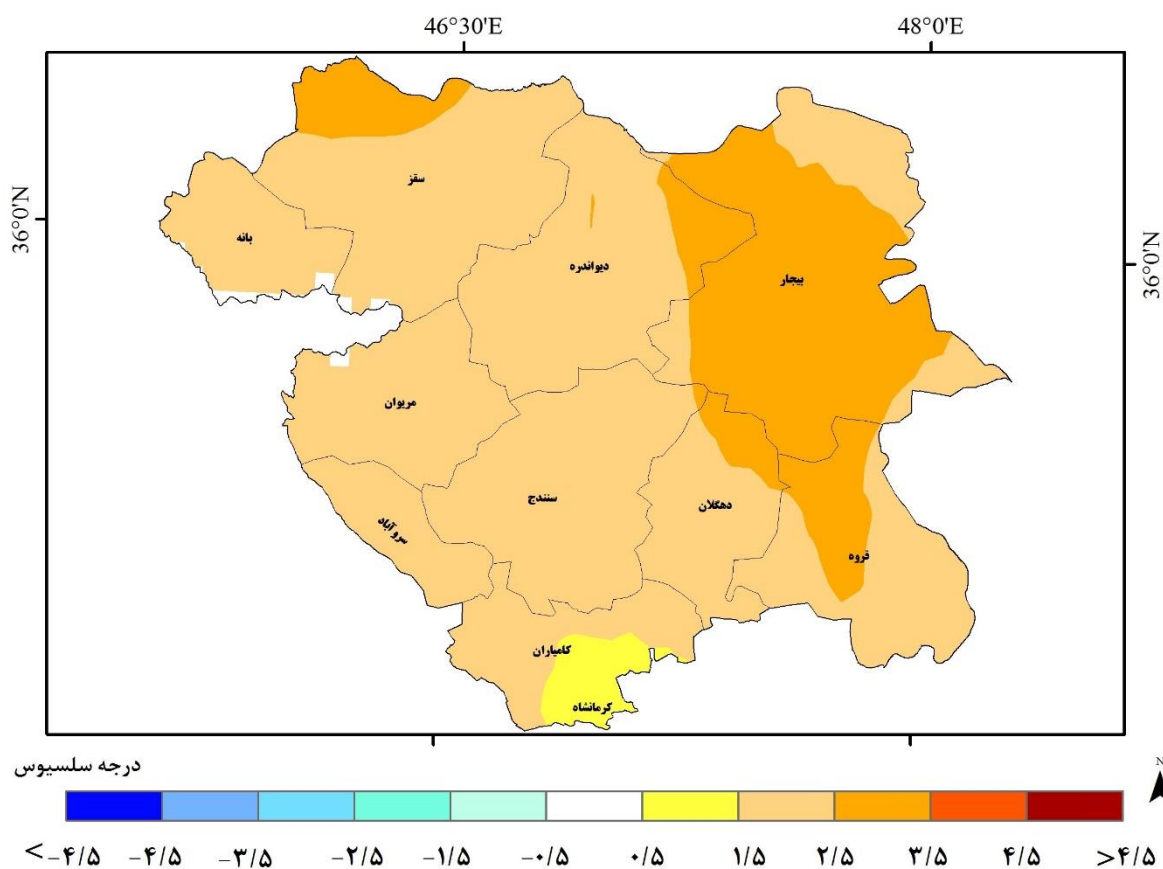 46°30'E 48°0'E
36°0'N
36°0'N
سقز
بانه
دیواندره
بیجار
مریوان
سنندج
دهگلان
سرو آباد
قروه
کامیاران
کرمانشاه
درجه سلسیوس
N
< -۴/۵ -۴/۵ -۳/۵ -۲/۵ -۱/۵ -۰/۵ ۰/۵ ۱/۵ ۲/۵ ۳/۵ ۴/۵ >۴/۵